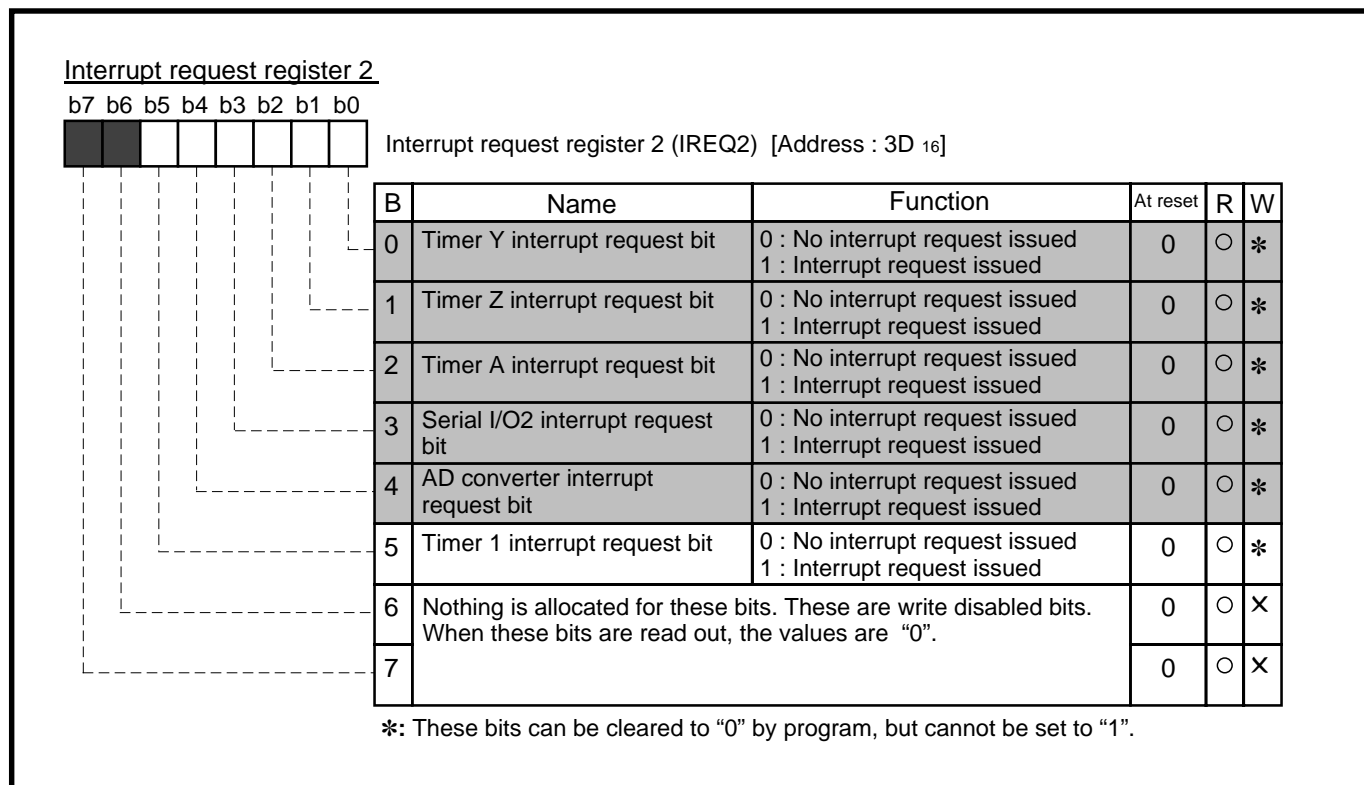 Interrupt request register 2
b7 b6 b5 b4 b3 b2 b1 b0
Interrupt request register 2 (IREQ2) [Address : 3D 16]
B Name Function At reset R W
0 Timer Y interrupt request bit 0 : No interrupt request issued 0 ○ ✻
1 : Interrupt request issued
1 Timer Z interrupt request bit 0 : No interrupt request issued 0 ○ ✻
1 : Interrupt request issued
2 Timer A interrupt request bit 0 : No interrupt request issued 0 ○ ✻
1 : Interrupt request issued
3 Serial I/O2 interrupt request 0 : No interrupt request issued 0 ○ ✻
bit 1 : Interrupt request issued
4 AD converter interrupt 0 : No interrupt request issued 0 ○ ✻
request bit 1 : Interrupt request issued
5 Timer 1 interrupt request bit 0 : No interrupt request issued 0 ○ ✻
1 : Interrupt request issued
6 Nothing is allocated for these bits. These are write disabled bits. 0 ○ ×
When these bits are read out, the values are “0”.
7 0 ○ ×
✻: These bits can be cleared to “0” by program, but cannot be set to “1”.